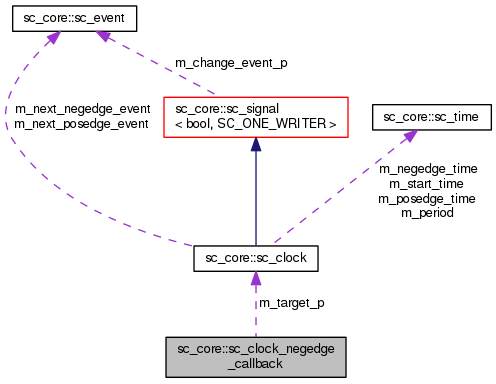 sc_core::sc_event
m_change_event_p
sc_core::sc_signal
< bool, SC_ONE_WRITER >
sc_core::sc_time
m_next_negedge_event
m_next_posedge_event
m_negedge_time
m_start_time
m_posedge_time
m_period
sc_core::sc_clock
m_target_p
sc_core::sc_clock_negedge
_callback